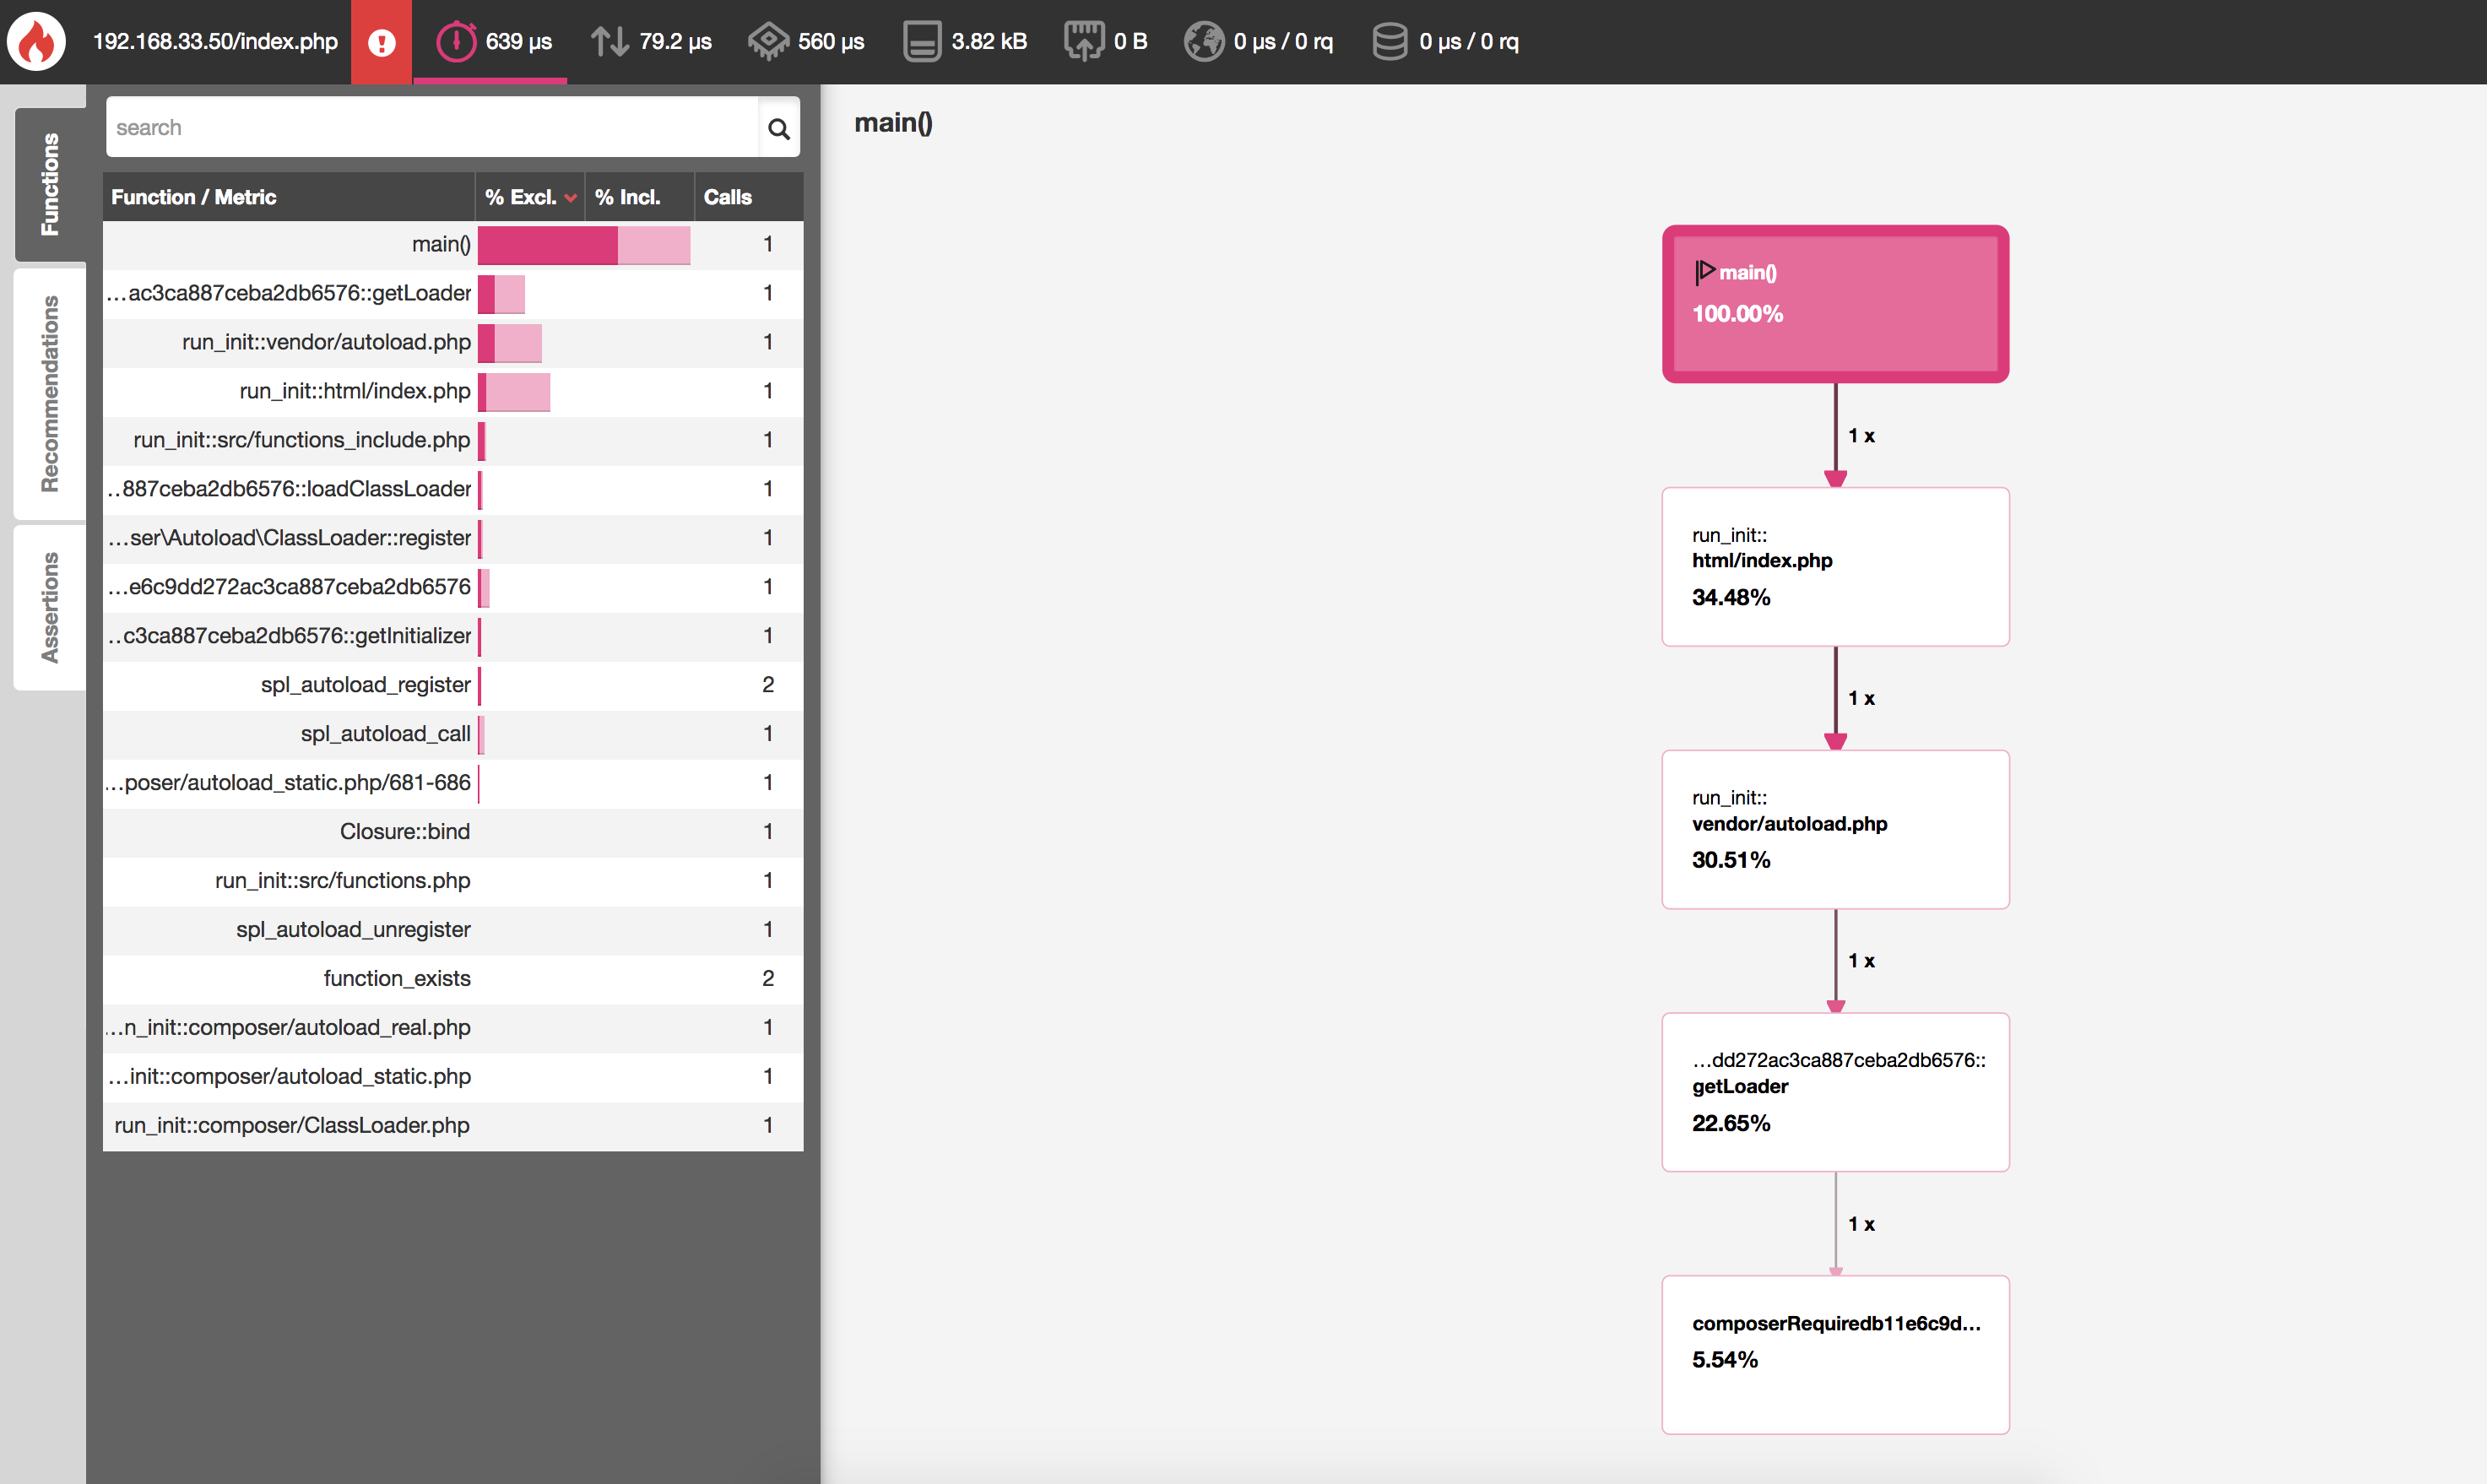 192.168.33.50/index.php 639 µs 79.2 µs 560 µs 3.82 kB 0 B 0 µs / 0 rq 0 µs / 0 rq
Functions
Recommendations
Assertions
search
Function / Metric % Excl. % Incl. Calls
main() 1
...ac3ca887ceba2db6576::getLoader 1
run_init::vendor/autoload.php 1
run_init::html/index.php 1
run_init::src/functions_include.php 1
..887ceba2db6576::loadClassLoader 1
...ser\Autoload\ClassLoader::register 1
...e6c9dd272ac3ca887ceba2db6576 1
..c3ca887ceba2db6576::getInitializer 1
spl_autoload_register 2
spl_autoload_call 1
...poser/autoload_static.php/681-686 1
Closure::bind 1
run_init::src/functions.php 1
spl_autoload_unregister 1
function_exists 2
...n_init::composer/autoload_real.php 1
...init::composer/autoload_static.php 1
run_init::composer/ClassLoader.php 1
main()
main()
100.00%
1 x
run_init::
html/index.php
34.48%
1 x
run_init::
vendor/autoload.php
30.51%
1 x
...dd272ac3ca887ceba2db6576::
getLoader
22.65%
1 x
composerRequiredb11e6c9d...
5.54%